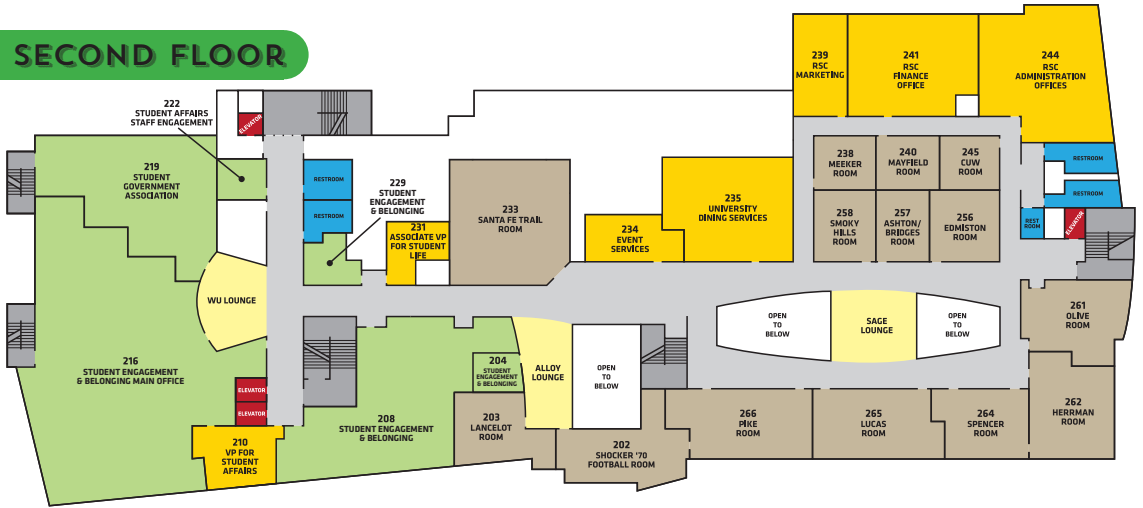 SECOND FLOOR
222
STUDENT AFFAIRS
STAFF ENGAGEMENT
ELEVATOR
219
STUDENT
GOVERNMENT
ASSOCIATION
RESTROOM
RESTROOM
229
STUDENT
ENGAGEMENT
& BELONGING
231
ASSOCIATE VP
FOR STUDENT
LIFE
233
SANTA FE TRAIL
ROOM
234
EVENT
SERVICES
235
UNIVERSITY
DINING SERVICES
239
RSC
MARKETING
241
RSC
FINANCE
OFFICE
244
RSC
ADMINISTRATION
OFFICES
238
MEEKER
ROOM
240
MAYFIELD
ROOM
245
CUW
ROOM
258
SMOKY
HILLS
ROOM
257
ASHTON/
BRIDGES
ROOM
256
EDMISTON
ROOM
RESTROOM
RESTROOM
REST
ROOM
ELEVATOR
WU LOUNGE
216
STUDENT ENGAGEMENT
& BELONGING MAIN OFFICE
ELEVATOR
ELEVATOR
210
VP FOR
STUDENT
AFFAIRS
208
STUDENT ENGAGEMENT
& BELONGING
204
STUDENT
ENGAGEMENT
& BELONGING
203
LANCELOT
ROOM
ALLOY
LOUNGE
OPEN
TO
BELOW
202
SHOCKER '70
FOOTBALL ROOM
OPEN
TO
BELOW
SAGE
LOUNGE
OPEN
TO
BELOW
261
OLIVE
ROOM
266
PIKE
ROOM
265
LUCAS
ROOM
264
SPENCER
ROOM
262
HERRMAN
ROOM